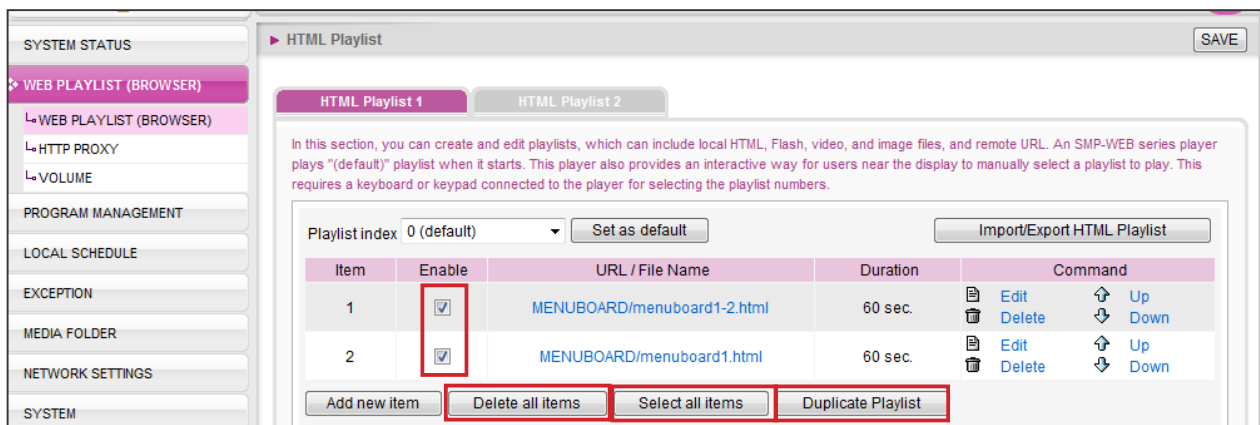 SYSTEM STATUS
WEB PLAYLIST (BROWSER)
WEB PLAYLIST (BROWSER)
HTTP PROXY
VOLUME
PROGRAM MANAGEMENT
LOCAL SCHEDULE
EXCEPTION
MEDIA FOLDER
NETWORK SETTINGS
SYSTEM
HTML Playlist
SAVE
HTML Playlist 1
HTML Playlist 2
In this section, you can create and edit playlists, which can include local HTML, Flash, video, and image files, and remote URL. An SMP-WEB series player
plays "(default)" playlist when it starts. This player also provides an interactive way for users near the display to manually select a playlist to play. This
requires a keyboard or keypad connected to the player for selecting the playlist numbers.
Playlist index 0 (default) Set as default Import/Export HTML Playlist
Item Enable URL / File Name Duration Command
1 MENUBOARD/menuboard1-2.html 60 sec. Edit Up
Delete Down
2 MENUBOARD/menuboard1.html 60 sec. Edit Up
Delete Down
Add new item Delete all items Select all items Duplicate Playlist